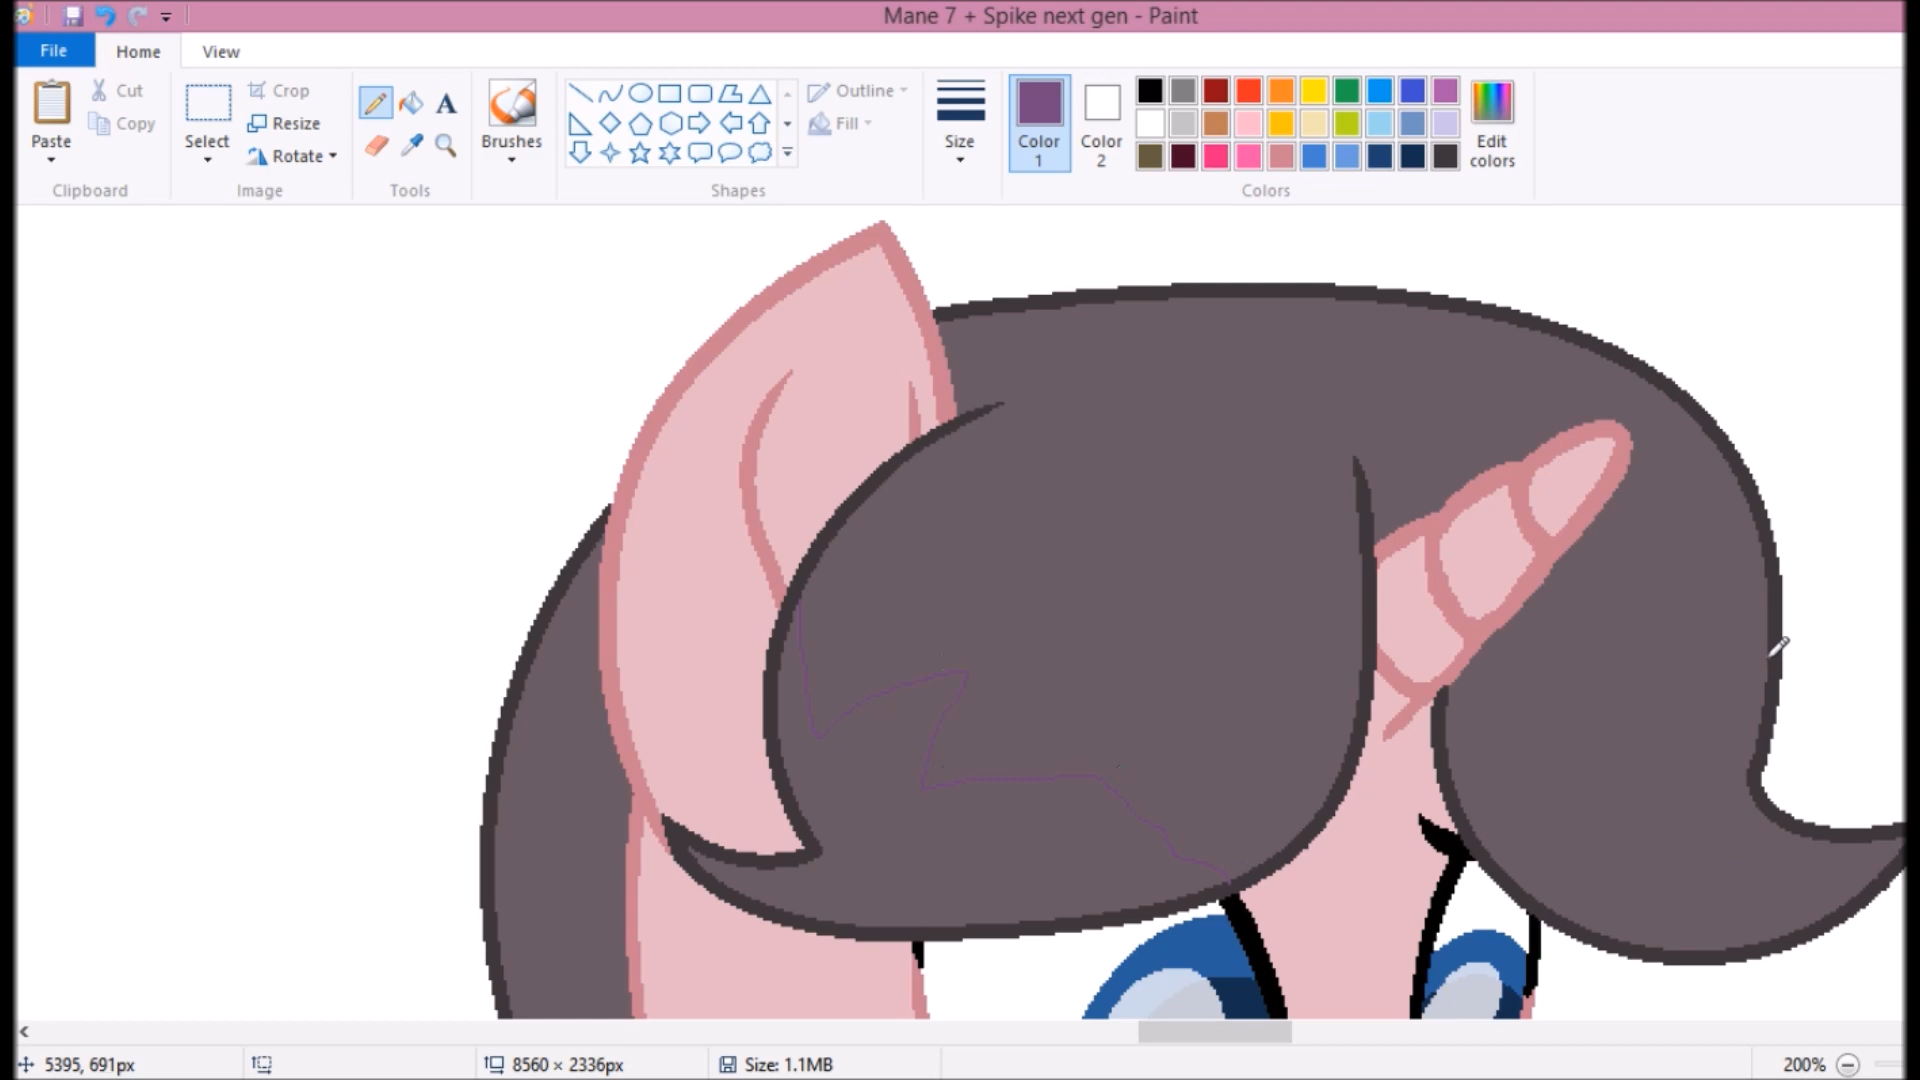 Mane 7 + Spike next gen - Paint
File
Home
View
Paste
Cut
Copy
Clipboard
Select
Crop
Resize
Rotate
Image
A
Tools
Brushes
Outline
Fill
Shapes
Size
Color
1
Color
2
Edit
colors
Colors
5395, 691px
8560 × 2336px
Size: 1.1MB
200%